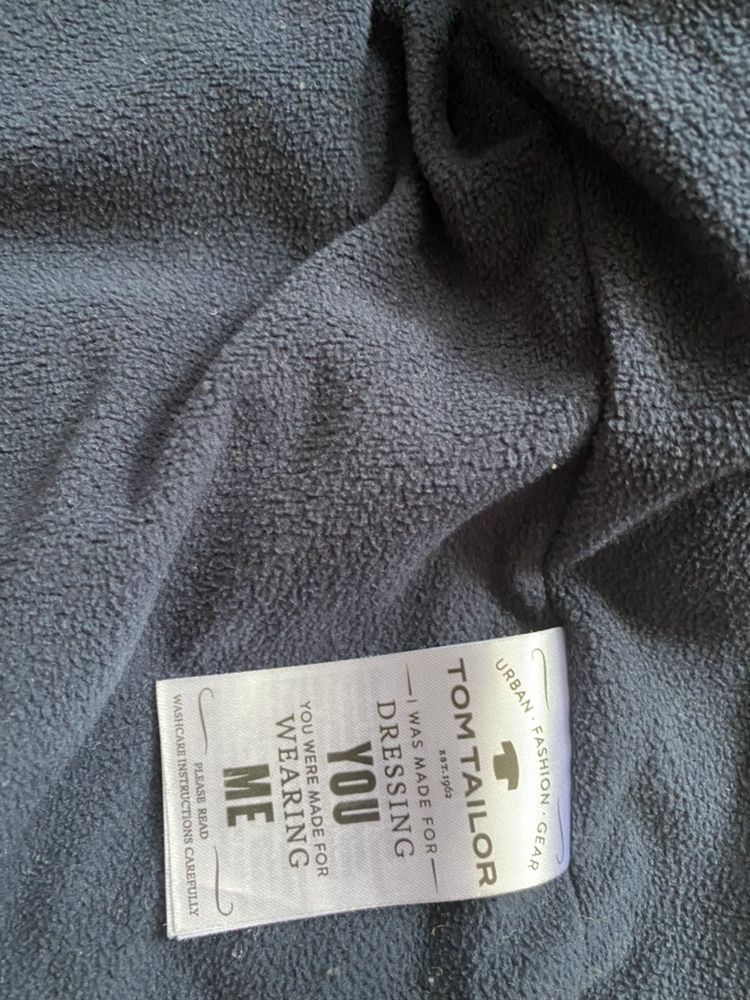 URBAN · FASHION · GEAR
TOM TAILOR
EST. 1962
I WAS MADE FOR
DRESSING
YOU
YOU WERE MADE FOR
WEARING
ME
PLEASE READ
WASHCARE INSTRUCTIONS CAREFULLY